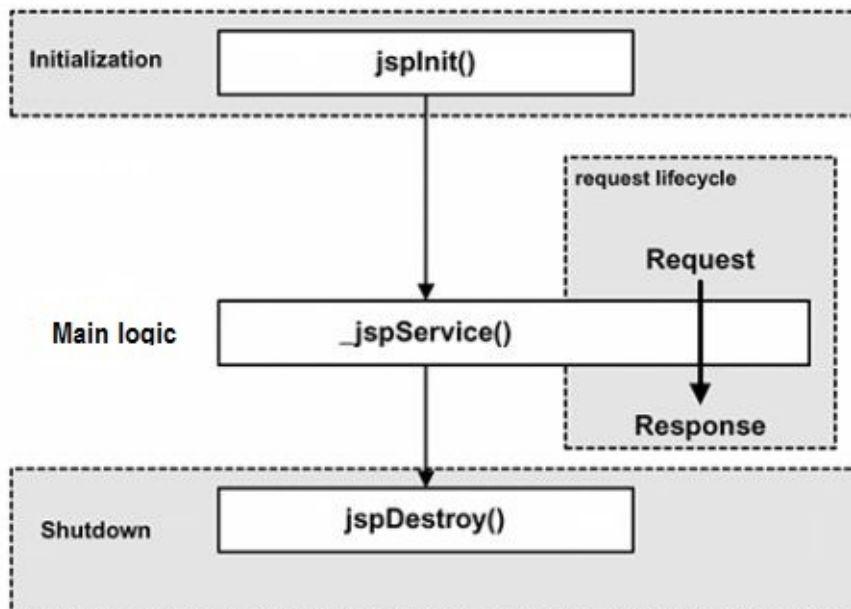 Initialization
jspInit()
request lifecycle
Request
Main logic
_jspService()
Response
jspDestroy()
Shutdown